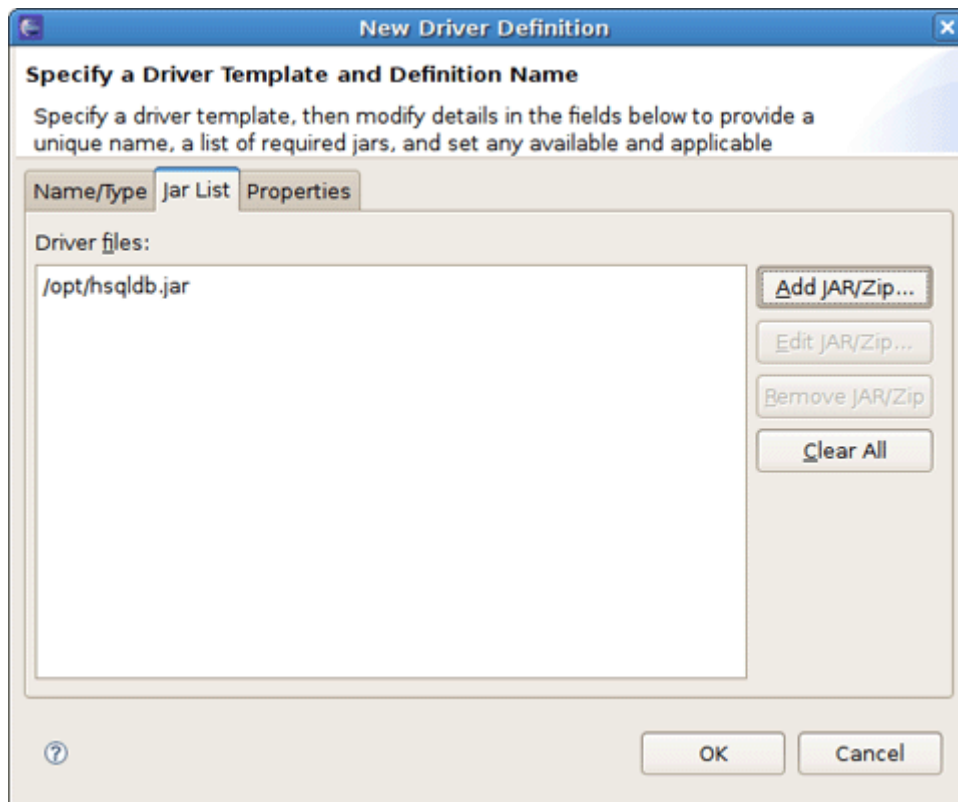 New Driver Definition
Specify a Driver Template and Definition Name
Specify a driver template, then modify details in the fields below to provide a
unique name, a list of required jars, and set any available and applicable
Name/Type Jar List Properties
Driver files:
/opt/hsqldb.jar
Add JAR/Zip...
Edit JAR/Zip...
Remove JAR/Zip
Clear All
OK Cancel